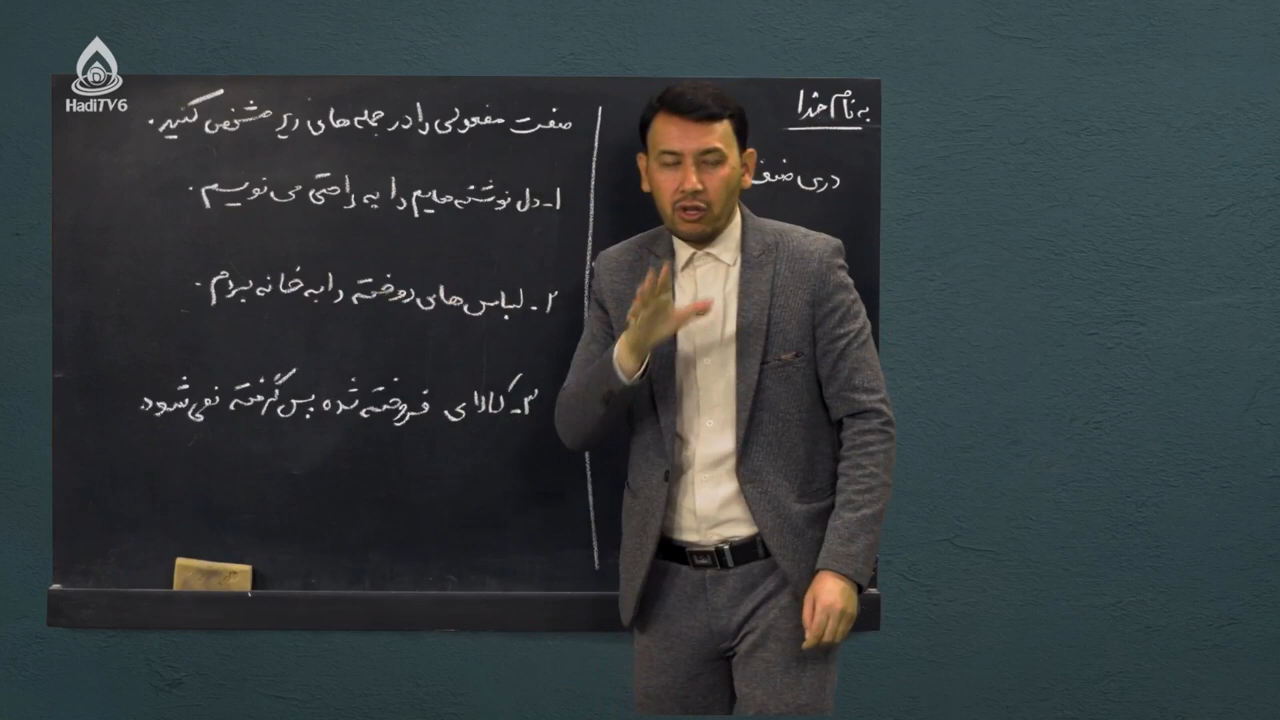 HadiTV6
به نام خدا
درس صف
صفت مفعولی را در جمله های زیر مشخص کنید.
۱- دل نوشته هایم را به راحتی می نویسم.
۲- لباس های دوخته را به خانه بردم.
۳- کالای فروخته شده پس گرفته نمی شود.